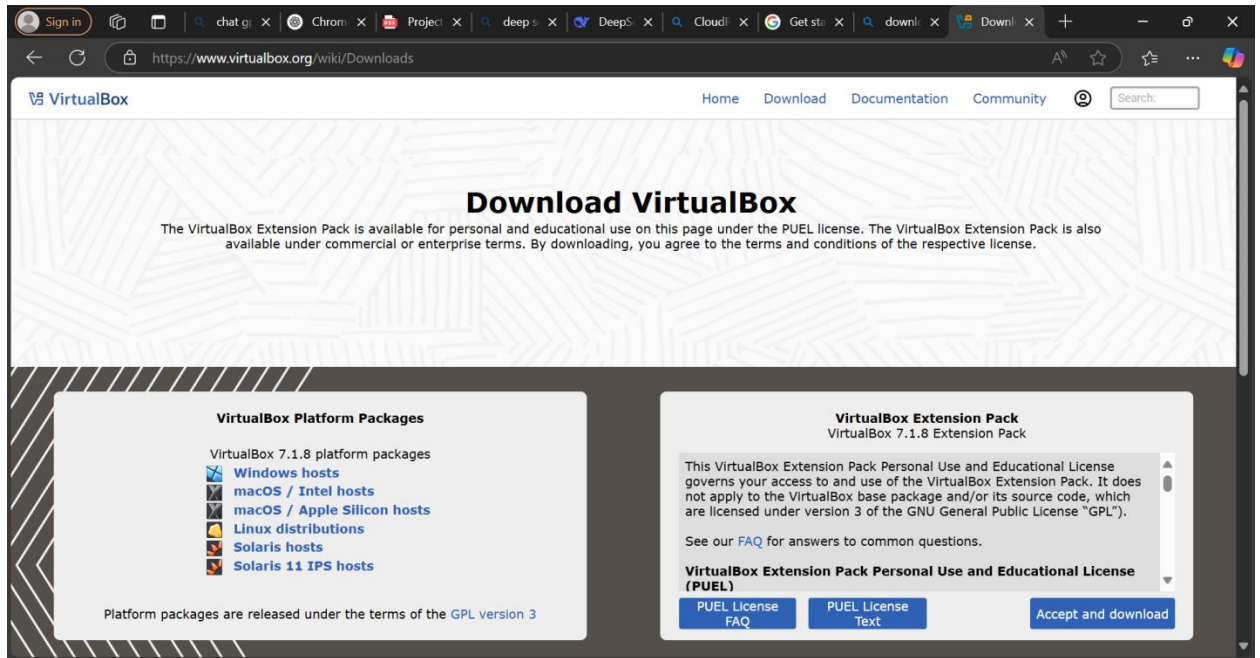 Sign in
chat g
Chrom
Project
deep s
DeepS
CloudF
Get sta
downlo
Downl
https://www.virtualbox.org/wiki/Downloads
VirtualBox
Home Download Documentation Community Search:
Download VirtualBox
The VirtualBox Extension Pack is available for personal and educational use on this page under the PUEL license. The VirtualBox Extension Pack is also
available under commercial or enterprise terms. By downloading, you agree to the terms and conditions of the respective license.
VirtualBox Platform Packages
VirtualBox 7.1.8 platform packages
Windows hosts
macOS / Intel hosts
macOS / Apple Silicon hosts
Linux distributions
Solaris hosts
Solaris 11 IPS hosts
Platform packages are released under the terms of the GPL version 3
VirtualBox Extension Pack
VirtualBox 7.1.8 Extension Pack
This VirtualBox Extension Pack Personal Use and Educational License
governs your access to and use of the VirtualBox Extension Pack. It does
not apply to the VirtualBox base package and/or its source code, which
are licensed under version 3 of the GNU General Public License “GPL”).
See our FAQ for answers to common questions.
VirtualBox Extension Pack Personal Use and Educational License
(PUEL)
PUEL License
FAQ
PUEL License
Text
Accept and download